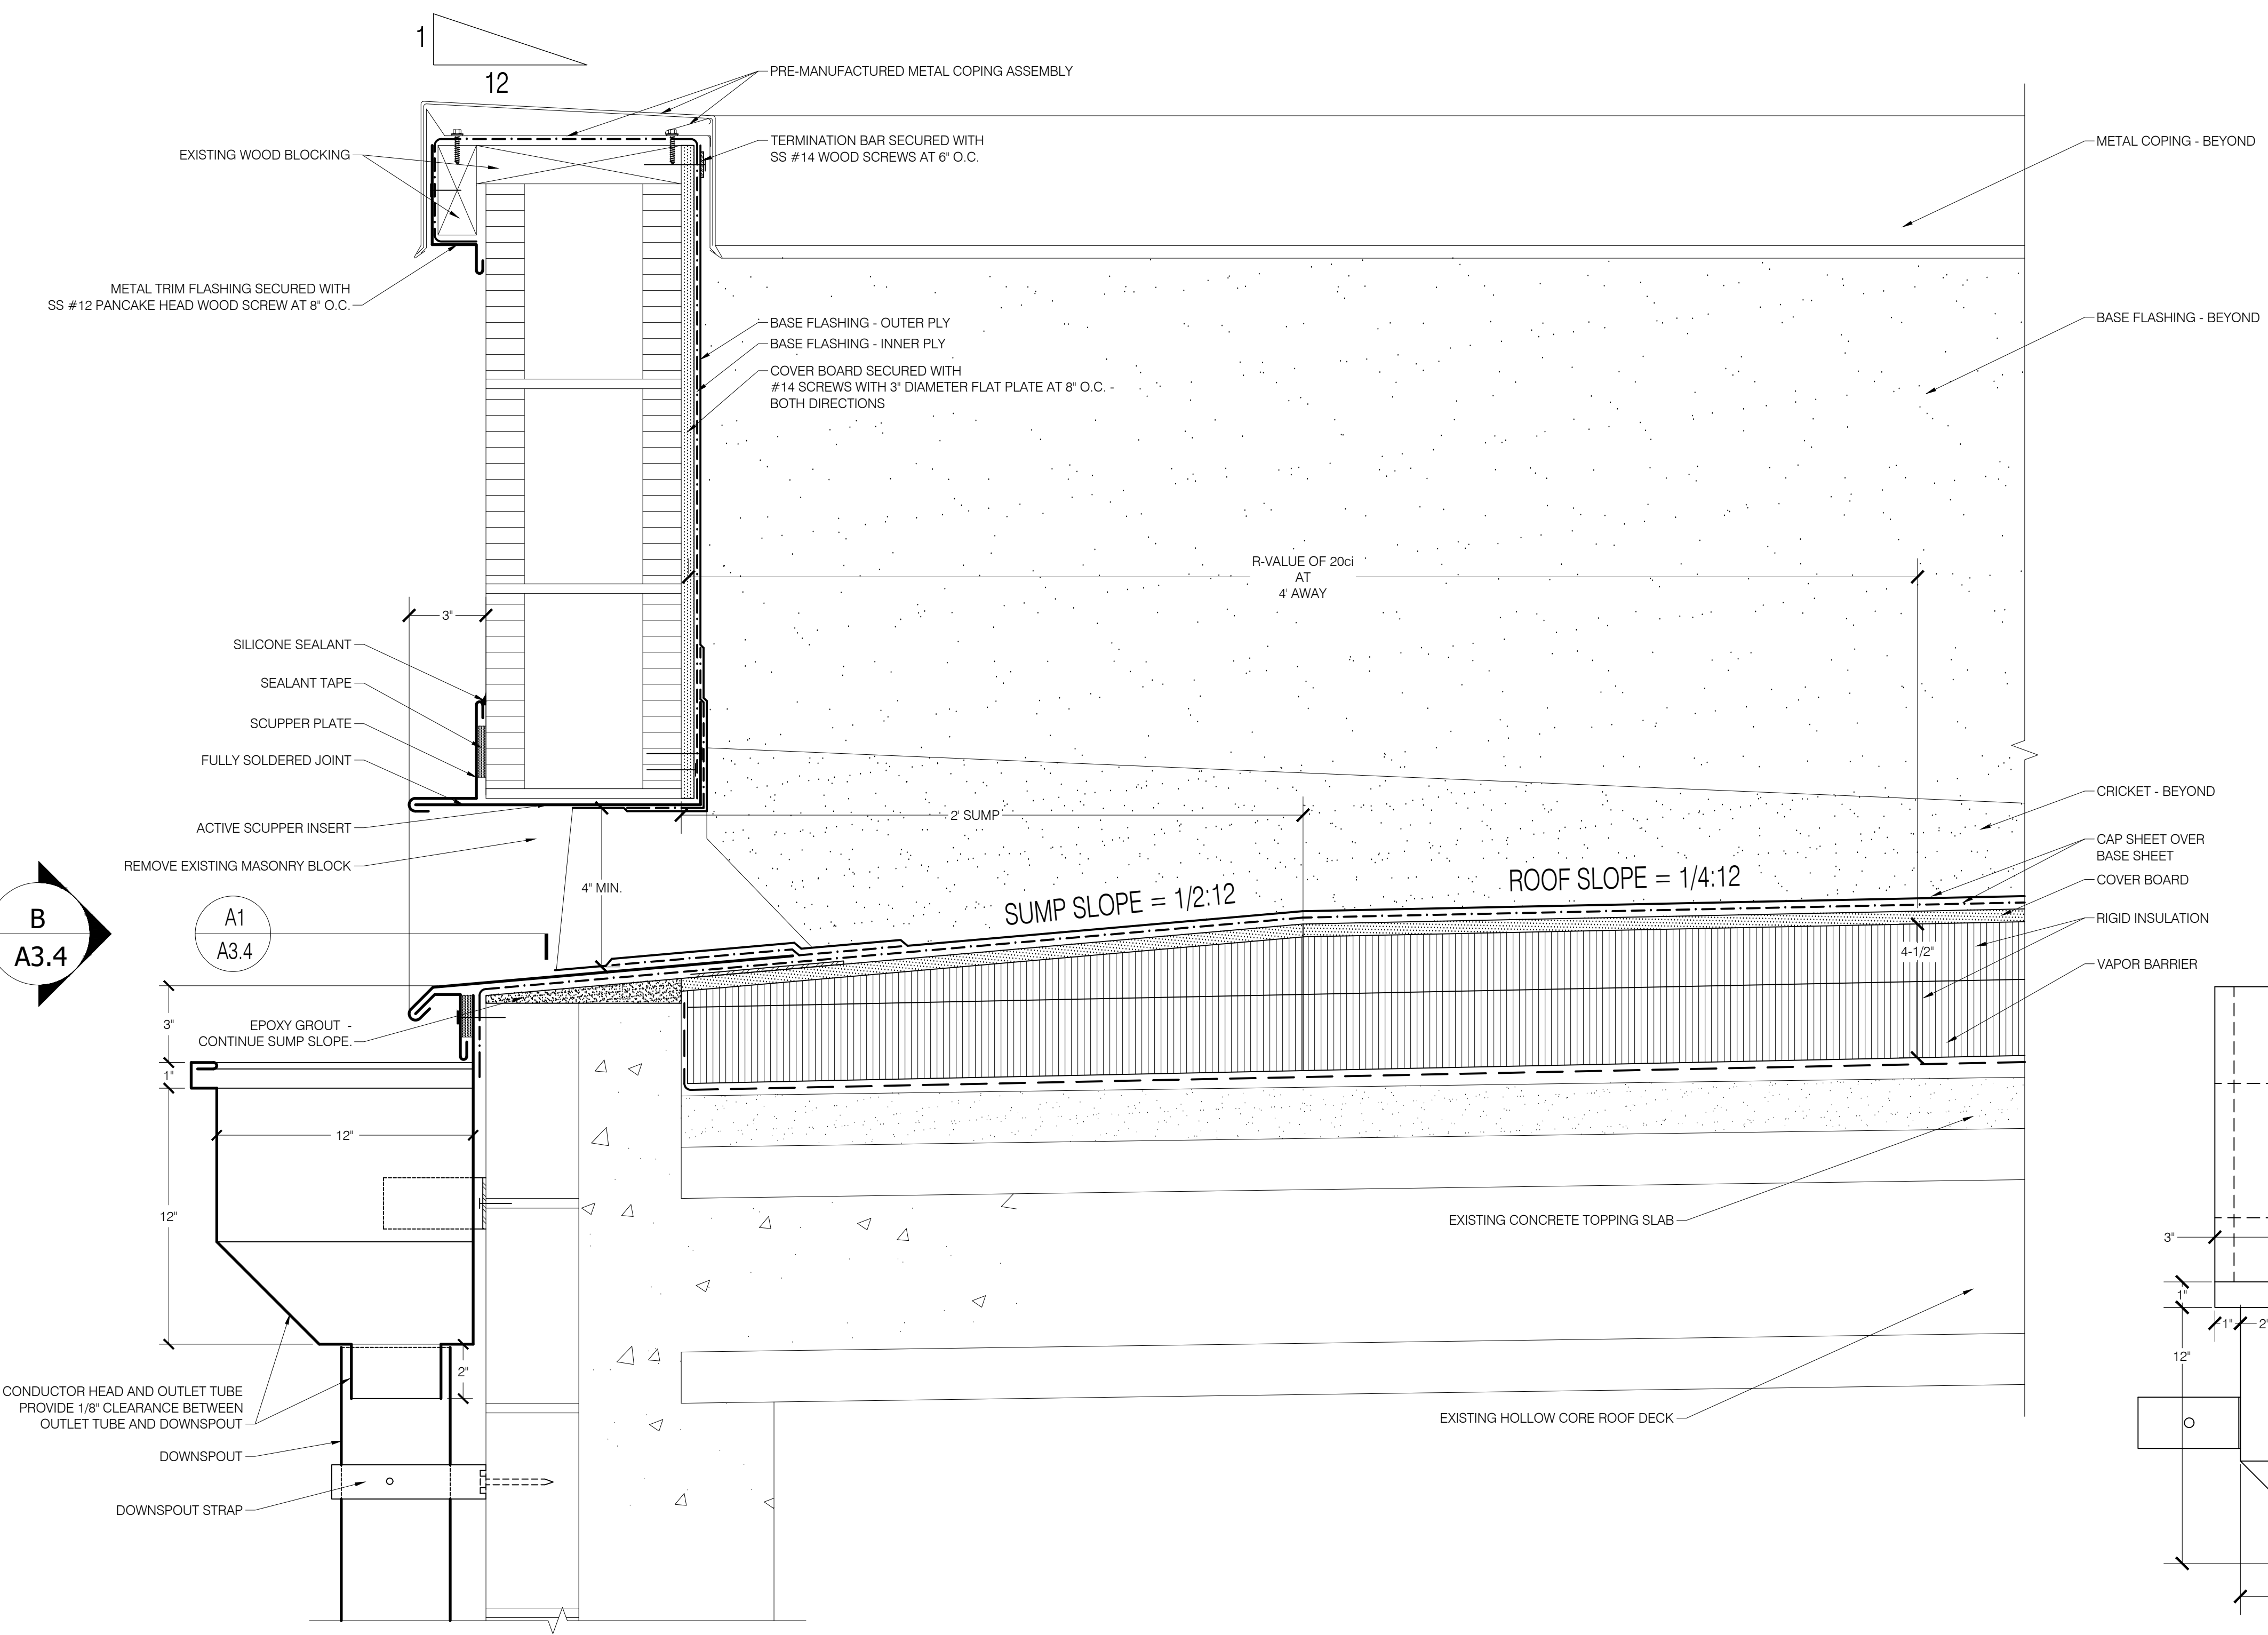 1
12
PRE-MANUFACTURED METAL COPING ASSEMBLY
TERMINATION BAR SECURED WITH
SS #14 WOOD SCREWS AT 6" O.C.
METAL COPING - BEYOND
EXISTING WOOD BLOCKING
METAL TRIM FLASHING SECURED WITH
SS #12 PANCAKE HEAD WOOD SCREW AT 8" O.C.
BASE FLASHING - OUTER PLY
BASE FLASHING - INNER PLY
COVER BOARD SECURED WITH
#14 SCREWS WITH 3" DIAMETER FLAT PLATE AT 8" O.C. -
BOTH DIRECTIONS
BASE FLASHING - BEYOND
R-VALUE OF 20ci
AT
4' AWAY
3"
SILICONE SEALANT
SEALANT TAPE
SCUPPER PLATE
FULLY SOLDERED JOINT
ACTIVE SCUPPER INSERT
REMOVE EXISTING MASONRY BLOCK
2' SUMP
4" MIN.
SUMP SLOPE = 1/2:12
ROOF SLOPE = 1/4:12
CRICKET - BEYOND
CAP SHEET OVER
BASE SHEET
COVER BOARD
RIGID INSULATION
VAPOR BARRIER
4-1/2"
B
A3.4
A1
A3.4
3"
EPOXY GROUT -
CONTINUE SUMP SLOPE.
1"
12"
12"
2"
EXISTING CONCRETE TOPPING SLAB
EXISTING HOLLOW CORE ROOF DECK
CONDUCTOR HEAD AND OUTLET TUBE
PROVIDE 1/8" CLEARANCE BETWEEN
OUTLET TUBE AND DOWNSPOUT
DOWNSPOUT
DOWNSPOUT STRAP
3"
1"
1"
2"
12"